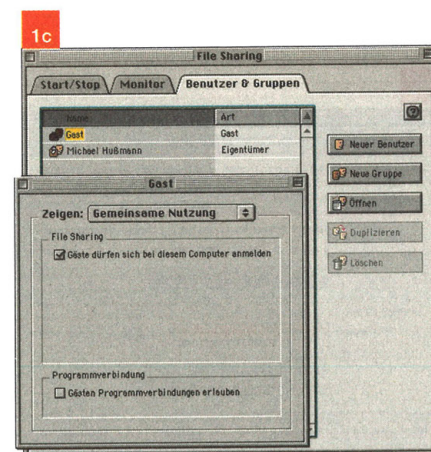 1c
File Sharing
Start/Stop Monitor Benutzer & Gruppen
Name Art
Gast Gast
Michael Hußmann Eigentümer
Neuer Benutzer
Neue Gruppe
Öffnen
Duplizieren
Löschen
Gast
Zeigen: Gemeinsame Nutzung
File Sharing
Gäste dürfen sich bei diesem Computer anmelden
Programmverbindung
Gästen Programmverbindungen erlauben